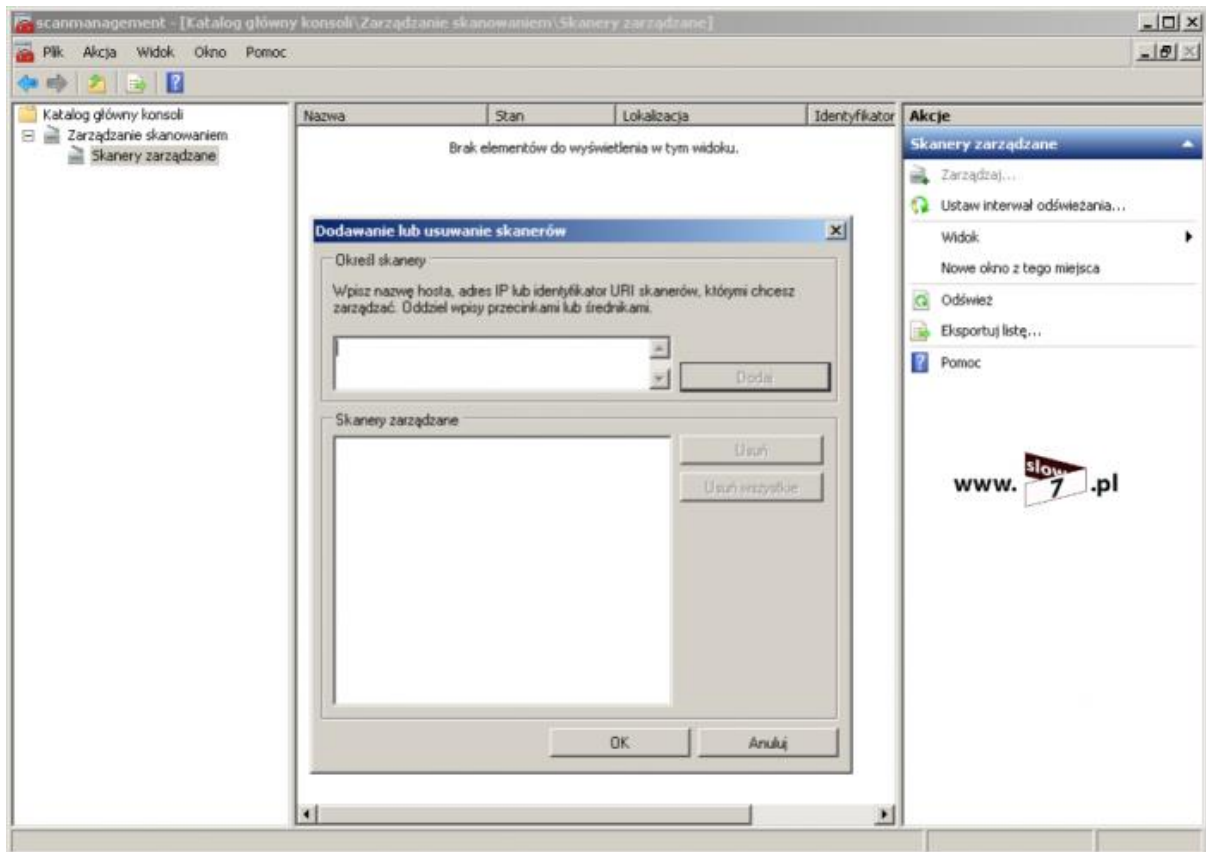 scanmanagement - [Katalog główny konsoli\Zarządzanie skanowaniem\Skanery zarządzane]
Plik Akcja Widok Okno Pomoc
Katalog główny konsoli
Zarządzanie skanowaniem
Skanery zarządzane
Nazwa Stan Lokalizacja Identyfikator
Brak elementów do wyświetlenia w tym widoku.
Dodawanie lub usuwanie skanerów
Określ skanery
Wpisz nazwę hosta, adres IP lub identyfikator URI skanerów, którymi chcesz
zarządzać. Oddziel wpisy przecinkami lub średnikami.
Dodaj
Skanery zarządzane
Usuń
Usuń wszystkie
OK Anuluj
Akcje
Skanery zarządzane
Zarządzaj...
Ustaw interwał odświeżania...
Widok
Nowe okno z tego miejsca
Odśwież
Eksportuj listę...
Pomoc
www.slow7.pl